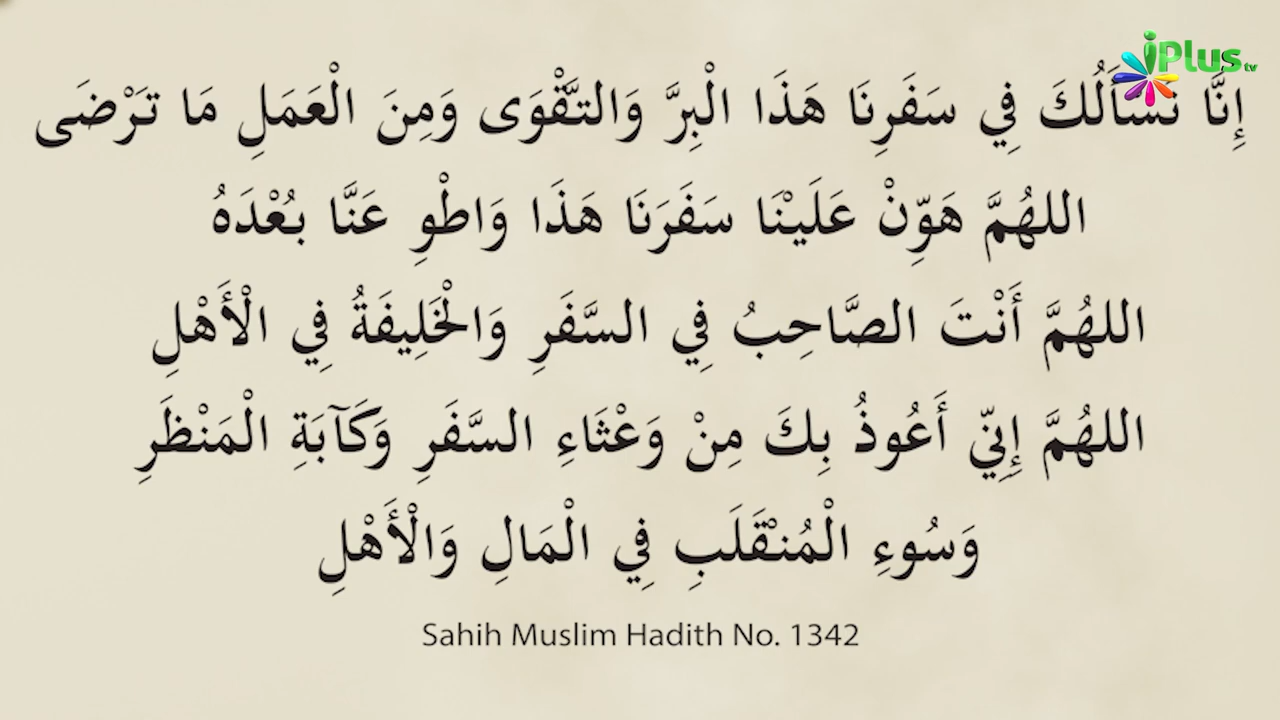 iPlus tv
إِنَّا نَسْأَلُكَ فِي سَفَرِنَا هَذَا الْبِرَّ وَالتَّقْوَى وَمِنَ الْعَمَلِ مَا تَرْضَى
اللهُمَّ هَوِّنْ عَلَيْنَا سَفَرَنَا هَذَا وَاطْوِ عَنَّا بُعْدَهُ
اللهُمَّ أَنْتَ الصَّاحِبُ فِي السَّفَرِ وَالْخَلِيفَةُ فِي الْأَهْلِ
اللهُمَّ إِنِّي أَعُوذُ بِكَ مِنْ وَعْثَاءِ السَّفَرِ وَكَآبَةِ الْمَنْظَرِ
وَسُوءِ الْمُنْقَلَبِ فِي الْمَالِ وَالْأَهْلِ
Sahih Muslim Hadith No. 1342